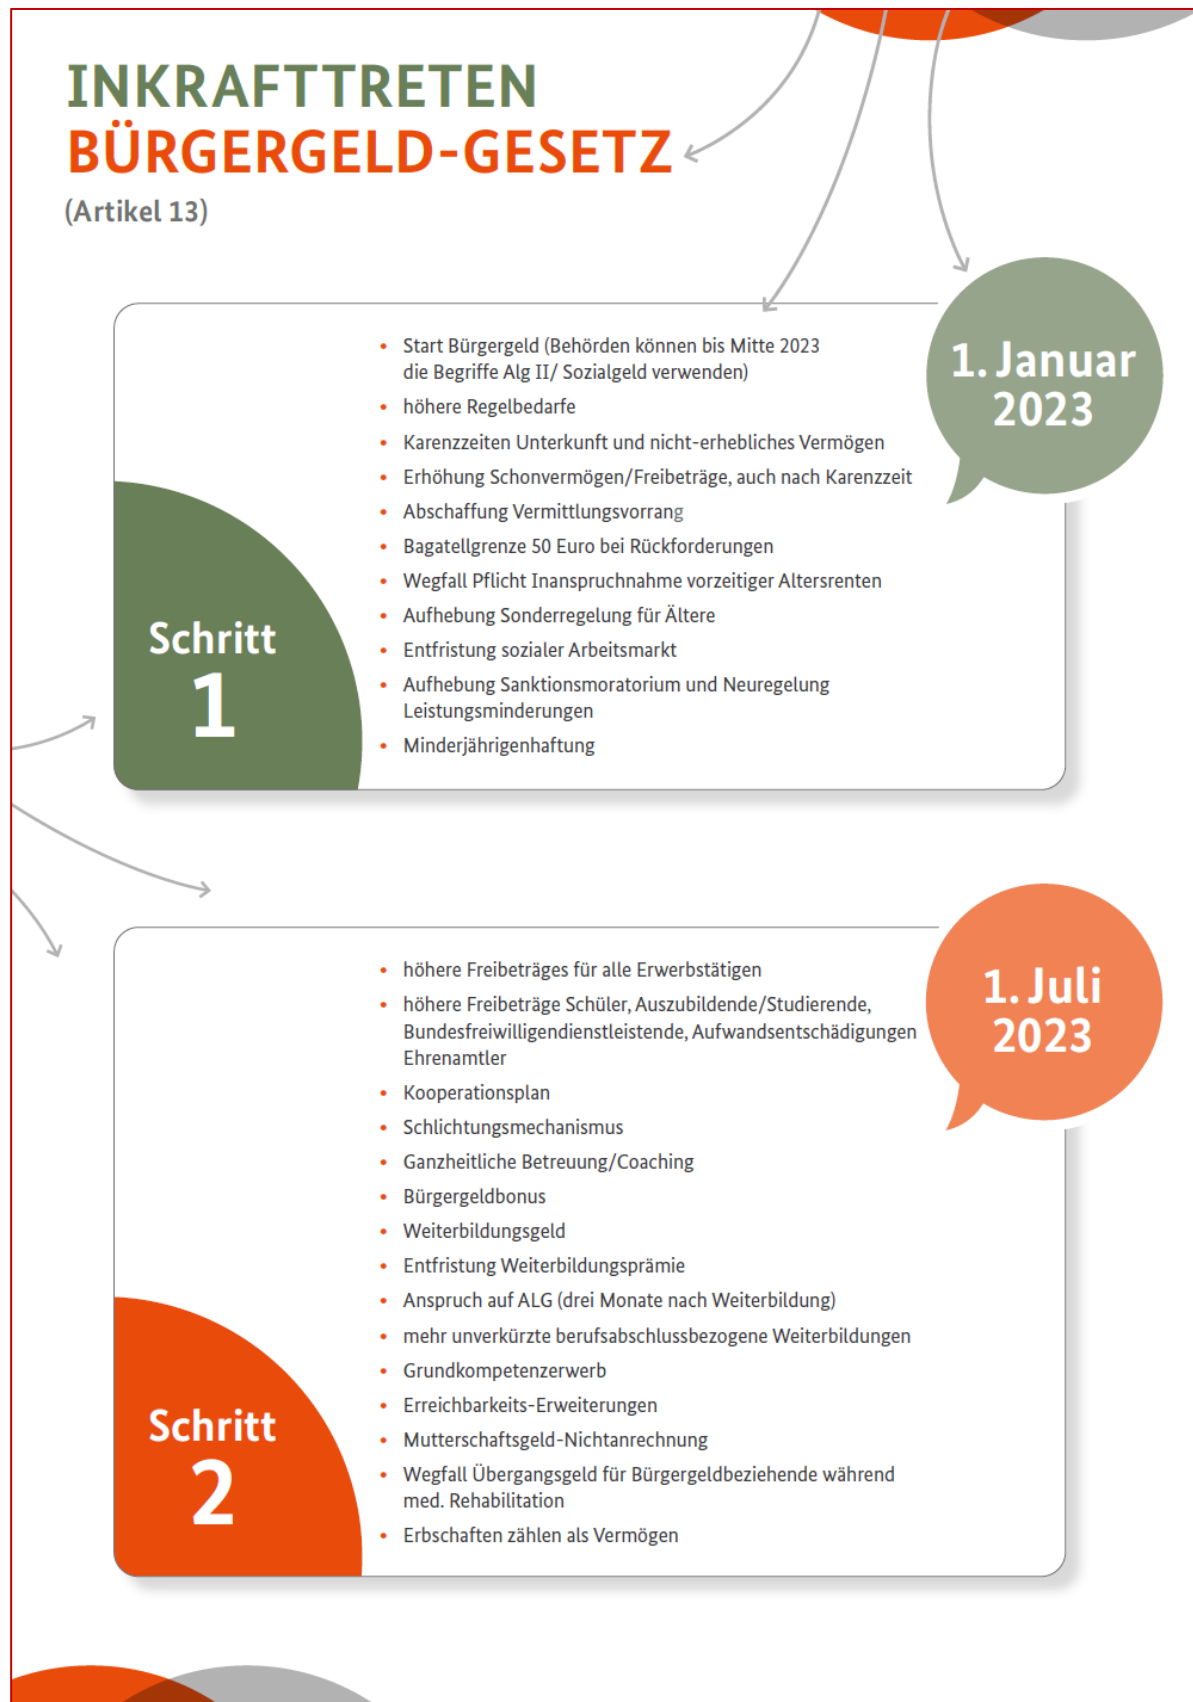 INKRAFTTRETEN
BÜRGERGELD-GESETZ
(Artikel 13)
1. Januar
2023
• Start Bürgergeld (Behörden können bis Mitte 2023
die Begriffe Alg II/ Sozialgeld verwenden)
• höhere Regelbedarfe
• Karenzzeiten Unterkunft und nicht-erhebliches Vermögen
• Erhöhung Schonvermögen/Freibeträge, auch nach Karenzzeit
• Abschaffung Vermittlungsvorrang
• Bagatellgrenze 50 Euro bei Rückforderungen
• Wegfall Pflicht Inanspruchnahme vorzeitiger Altersrenten
• Aufhebung Sonderregelung für Ältere
• Entfristung sozialer Arbeitsmarkt
• Aufhebung Sanktionsmoratorium und Neuregelung
Leistungsminderungen
• Minderjährigenhaftung
Schritt
1
1. Juli
2023
• höhere Freibeträges für alle Erwerbstätigen
• höhere Freibeträge Schüler, Auszubildende/Studierende,
Bundesfreiwilligendienstleistende, Aufwandsentschädigungen
Ehrenamtler
• Kooperationsplan
• Schlichtungsmechanismus
• Ganzheitliche Betreuung/Coaching
• Bürgergeldbonus
• Weiterbildungsgeld
• Entfristung Weiterbildungsprämie
• Anspruch auf ALG (drei Monate nach Weiterbildung)
• mehr unverkürzte berufsabschlussbezogene Weiterbildungen
• Grundkompetenzerwerb
• Erreichbarkeits-Erweiterungen
• Mutterschaftsgeld-Nichtanrechnung
• Wegfall Übergangsgeld für Bürgergeldbeziehende während
med. Rehabilitation
• Erbschaften zählen als Vermögen
Schritt
2